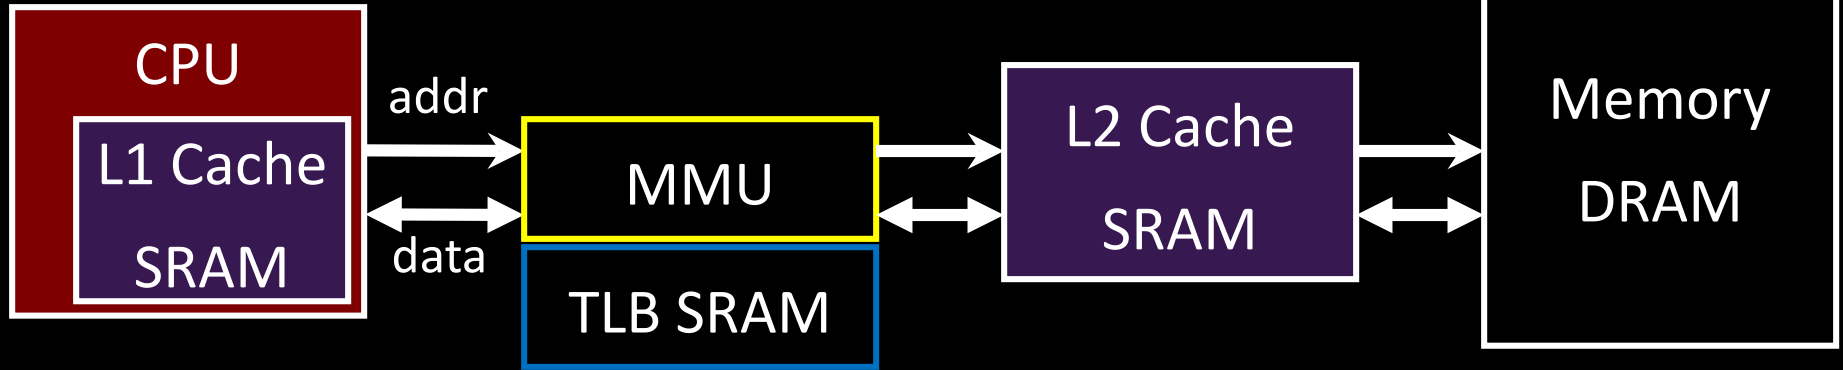 CPU
L1 Cache
SRAM
addr
data
MMU
TLB SRAM
L2 Cache
SRAM
Memory
DRAM